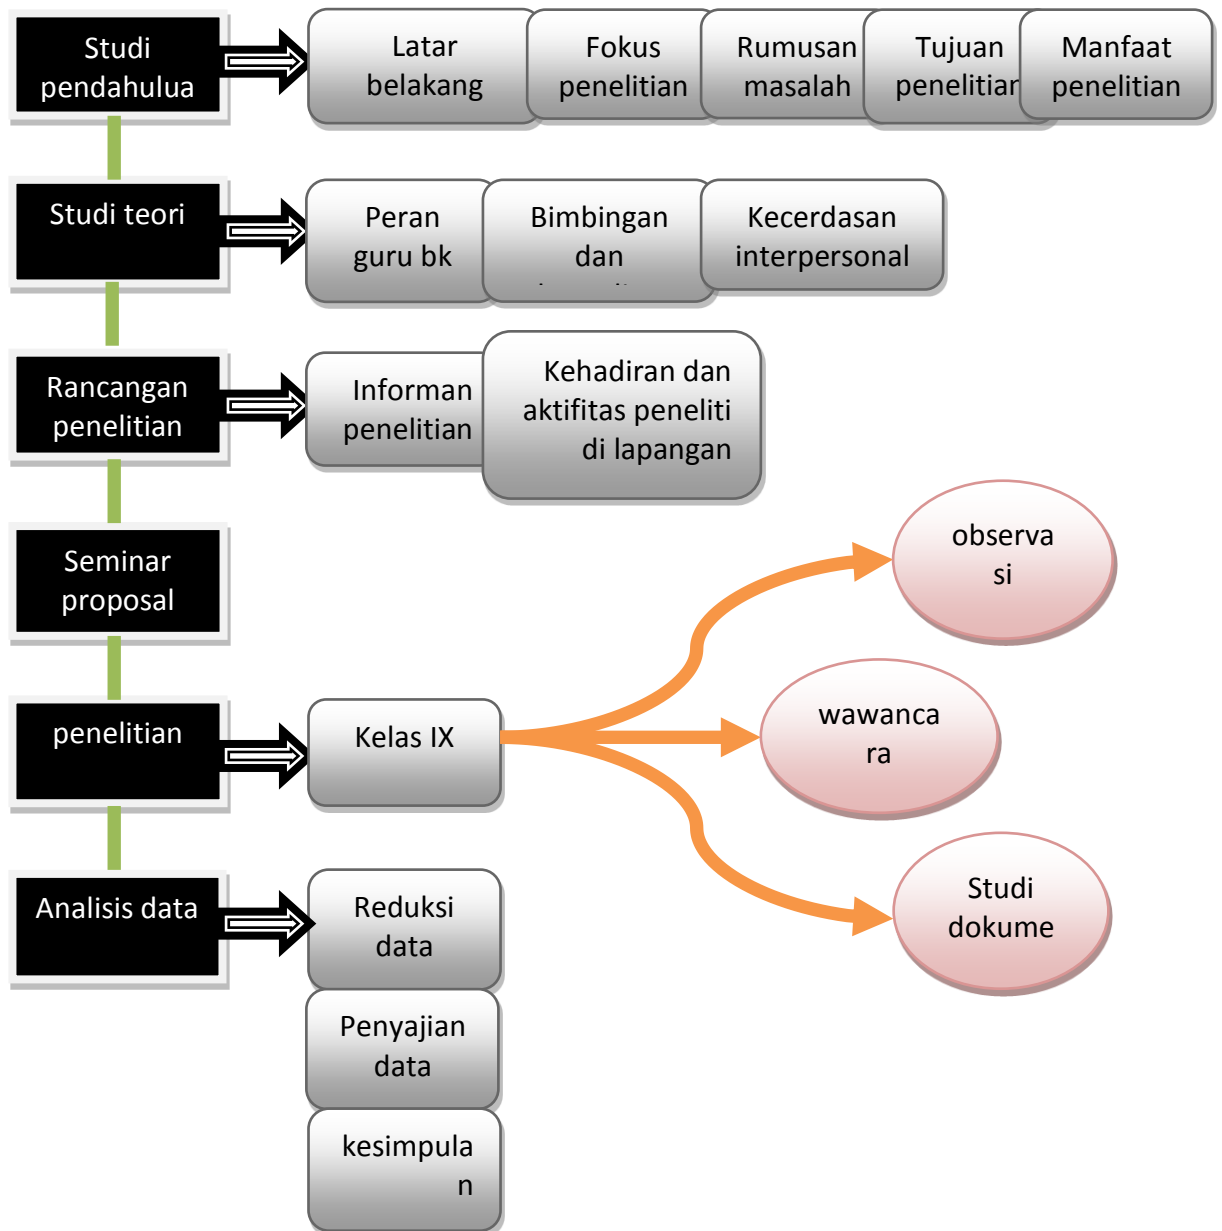 Studi
pendahulua
Latar
belakang
Fokus
penelitian
Rumusan
masalah
Tujuan
penelitian
Manfaat
penelitian
Studi teori
Peran
guru bk
Bimbingan
dan
Kecerdasan
interpersonal
Rancangan
penelitian
Informan
penelitian
Kehadiran dan
aktifitas peneliti
di lapangan
Seminar
proposal
penelitian
Kelas IX
observa
si
wawanca
ra
Studi
dokume
Analisis data
Reduksi
data
Penyajian
data
kesimpula
n